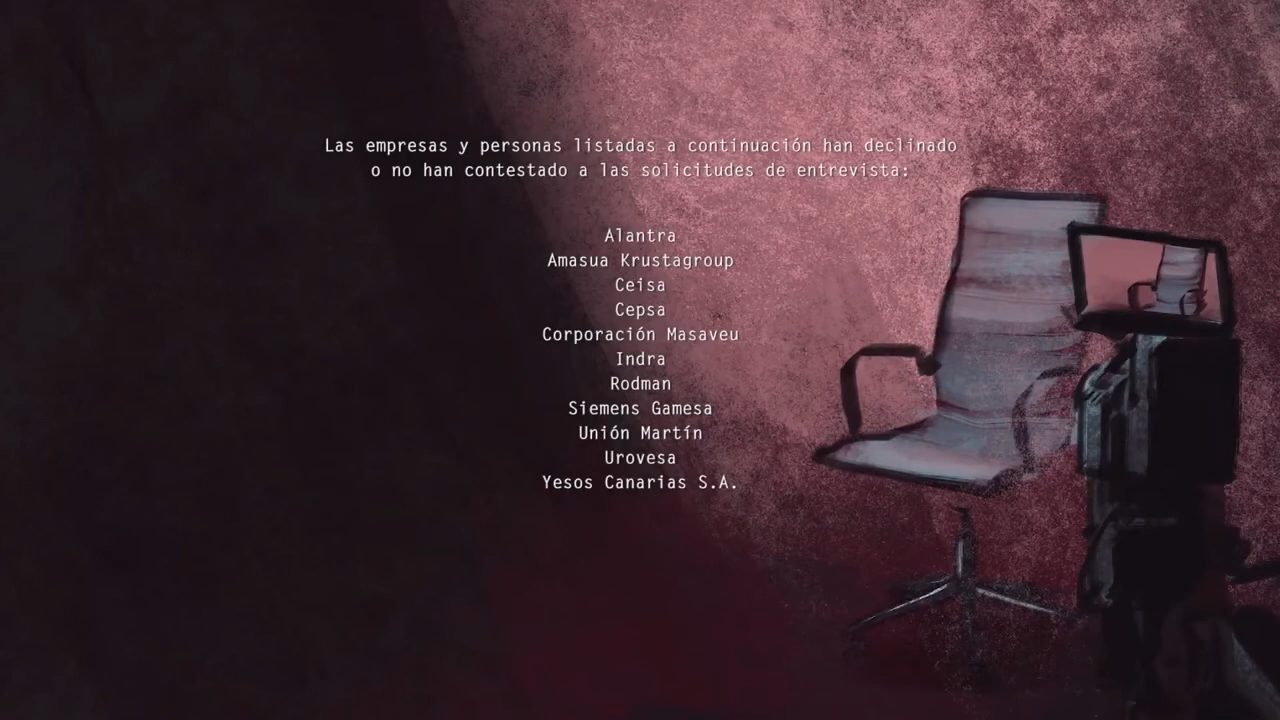 Las empresas y personas listadas a continuación han declinado
o no han contestado a las solicitudes de entrevista:
Alantra
Amasua Krustagroup
Ceisa
Cepsa
Corporación Masaveu
Indra
Rodman
Siemens Gamesa
Unión Martín
Urovesa
Yesos Canarias S.A.